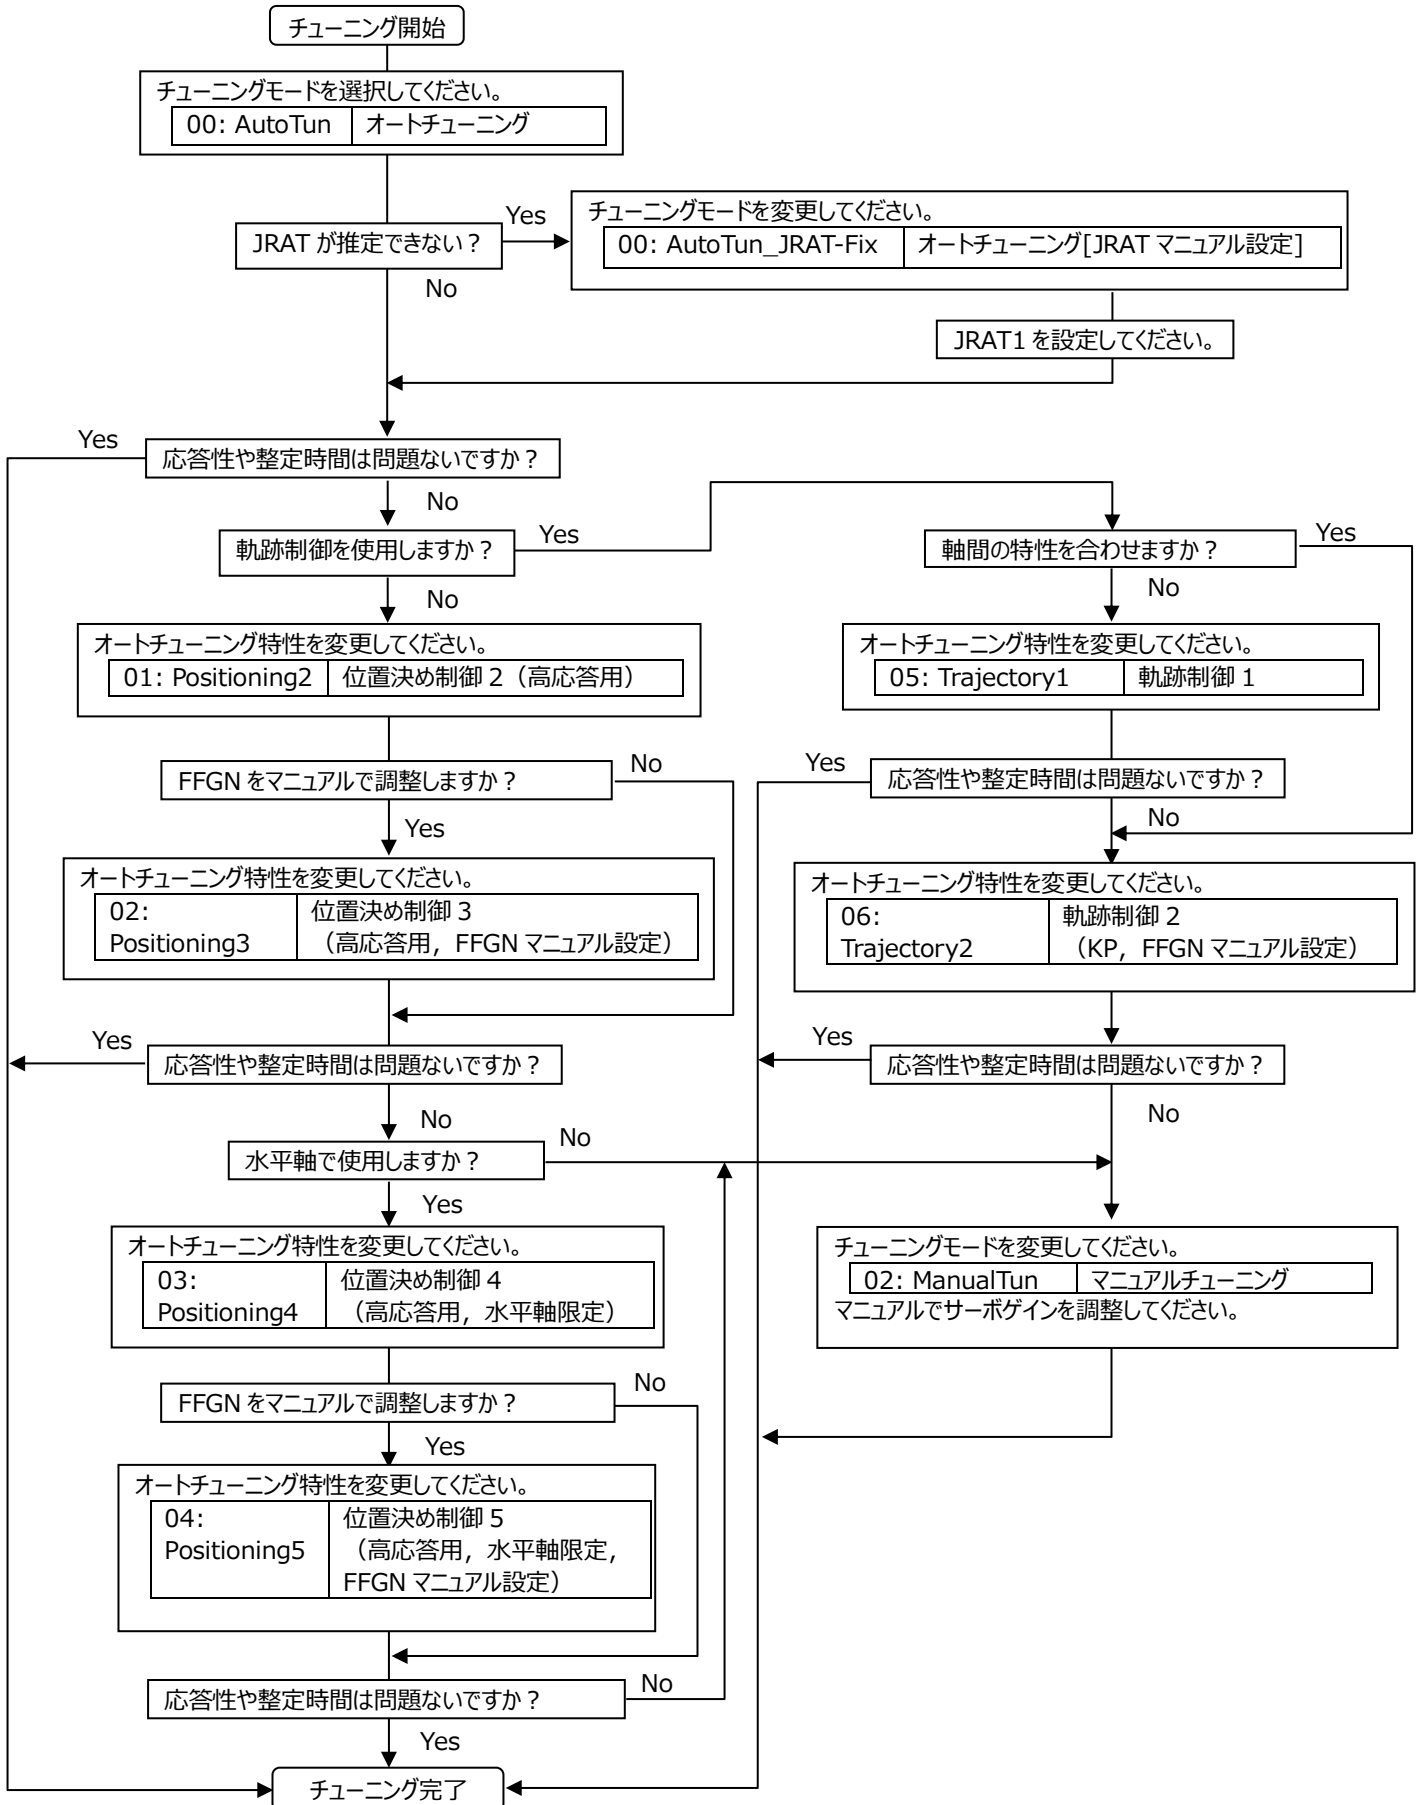 チューニング開始
チューニングモードを選択してください。
00: AutoTun オートチューニング
JRAT が推定できない？
Yes
No
チューニングモードを変更してください。
00: AutoTun_JRAT-Fix オートチューニング[JRAT マニュアル設定]
JRAT1 を設定してください。
Yes
応答性や整定時間は問題ないですか？
No
軌跡制御を使用しますか？
Yes
No
軸間の特性を合わせますか？
Yes
No
オートチューニング特性を変更してください。
01: Positioning2 位置決め制御 2（高応答用）
オートチューニング特性を変更してください。
05: Trajectory1 軌跡制御 1
FFGN をマニュアルで調整しますか？
No
Yes
Yes
応答性や整定時間は問題ないですか？
No
オートチューニング特性を変更してください。
02:
Positioning3
位置決め制御 3
（高応答用，FFGN マニュアル設定）
オートチューニング特性を変更してください。
06:
Trajectory2
軌跡制御 2
（KP，FFGN マニュアル設定）
Yes
応答性や整定時間は問題ないですか？
No
Yes
応答性や整定時間は問題ないですか？
No
水平軸で使用しますか？
No
Yes
オートチューニング特性を変更してください。
03:
Positioning4
位置決め制御 4
（高応答用，水平軸限定）
チューニングモードを変更してください。
02: ManualTun マニュアルチューニング
マニュアルでサーボゲインを調整してください。
FFGN をマニュアルで調整しますか？
No
Yes
オートチューニング特性を変更してください。
04:
Positioning5
位置決め制御 5
（高応答用，水平軸限定，
FFGN マニュアル設定）
応答性や整定時間は問題ないですか？
No
Yes
チューニング完了